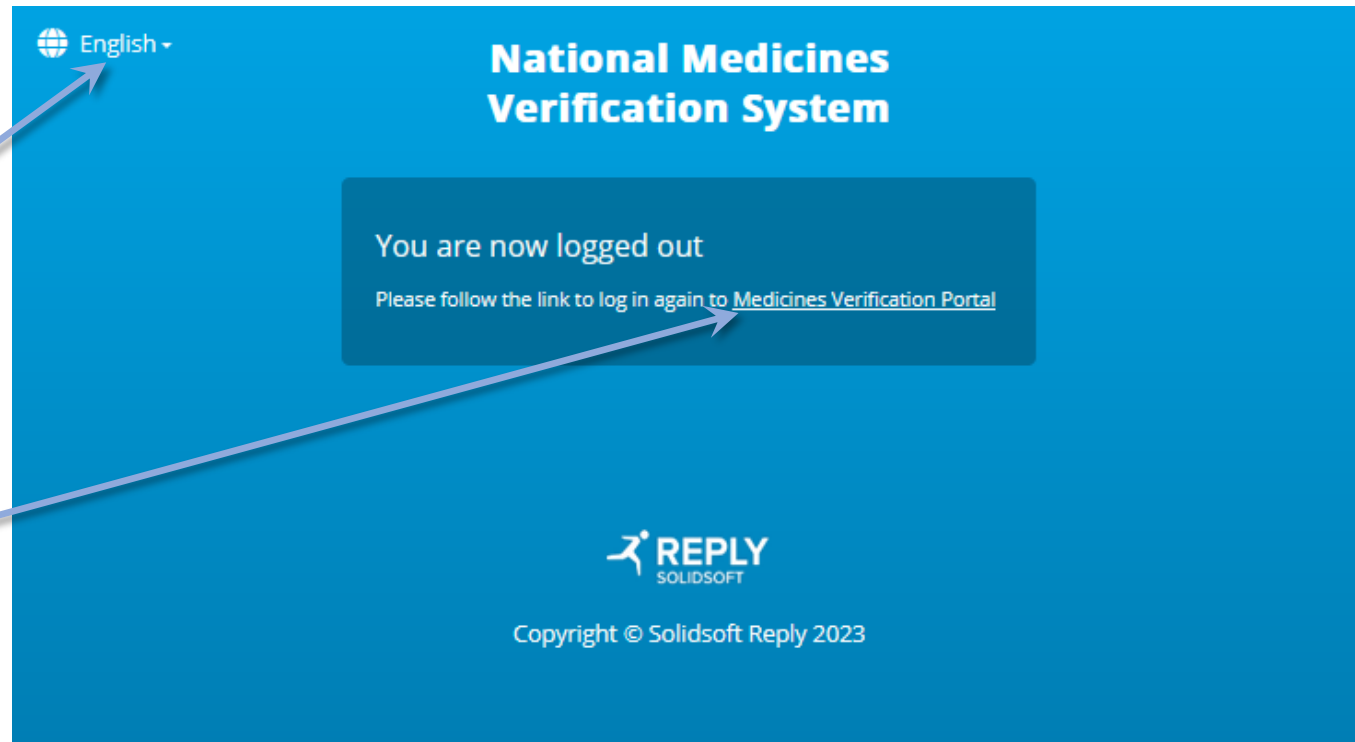 English
National Medicines
Verification System
You are now logged out
Please follow the link to log in again to Medicines Verification Portal
REPLY
SOLIDSOFT
Copyright © Solidsoft Reply 2023